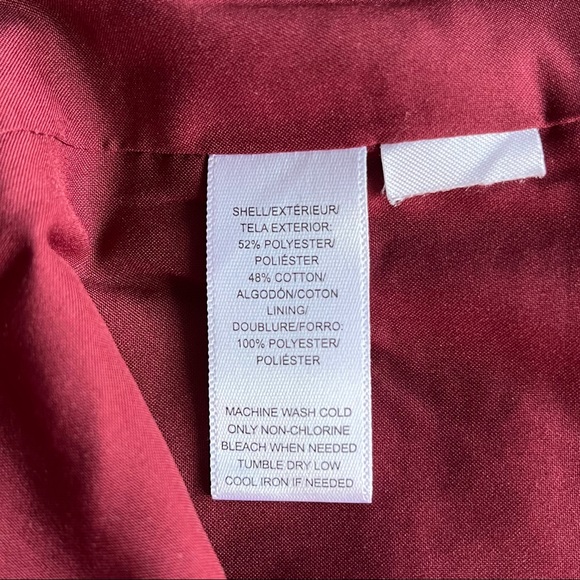 SHELL/EXTÉRIEUR/
TELA EXTERIOR:
52% POLYESTER/
POLIÉSTER
48% COTTON/
ALGODÓN/COTON
LINING/
DOUBLURE/FORRO:
100% POLYESTER/
POLIÉSTER
MACHINE WASH COLD
ONLY NON-CHLORINE
BLEACH WHEN NEEDED
TUMBLE DRY LOW
COOL IRON IF NEEDED